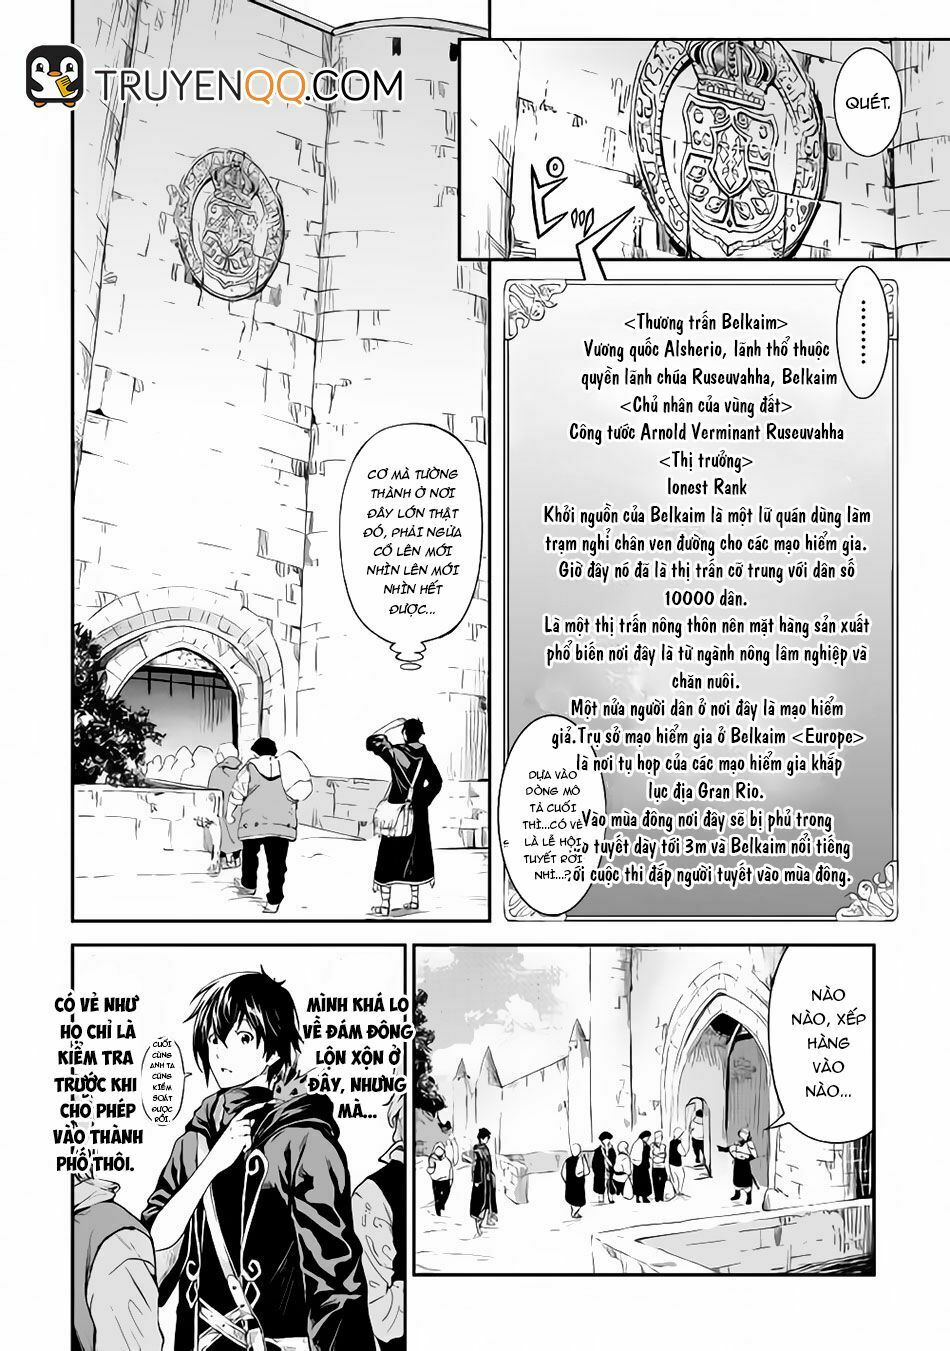 TRUYENQQ.COM
QUÉT.
ピピッ
..........
<Thương trấn Belkaim>
Vương quốc Alsherio, lãnh thổ thuộc
quyền lãnh chúa Ruseuvahha, Belkaim
<Chủ nhân của vùng đất>
Công tước Arnold Verminant Ruseuvahha
<Thị trưởng>
Ionest Rank
Khởi nguồn của Belkaim là một lữ quán dùng làm
trạm nghỉ chân ven đường cho các mạo hiểm gia.
Giờ đây nó đã là thị trấn cỡ trung với dân số
10000 dân.
Là một thị trấn nông thôn nên mặt hàng sản xuất
phổ biến nơi đây là từ ngành nông lâm nghiệp và
chăn nuôi.
Một nửa người dân ở nơi đây là mạo hiểm
giả.Trụ sở mạo hiểm gia ở Belkaim <Europe>
là nơi tụ họp của các mạo hiểm gia khắp
lục địa Gran Rio.
Vào mùa đông nơi đây sẽ bị phủ trong
tuyết dày tới 3m và Belkaim nổi tiếng
cuộc thi đắp người tuyết vào mùa đông.
DỰA VÀO
DÒNG MÔ
TẢ CUỐI
THÌ...CÓ VẺ
LÀ LỄ HỘI
TUYẾT RƠI
NHỈ...?
CƠ MÀ TƯỜNG
THÀNH Ở NƠI
ĐÂY LỚN THẬT
ĐÓ, PHẢI NGỬA
CỔ LÊN MỚI
NHÌN LÊN MỚI
NHÌN HẾT
ĐƯỢC...
NÀO
NÀO, XẾP
HÀNG
VÀO
NÀO...
MÌNH KHÁ LO
VỀ ĐÁM ĐÔNG
LỘN XỘN Ở
ĐÂY, NHƯNG
MÀ...
CUỐI
CÙNG
ANH TA
CŨNG
KIỂM
SOÁT
ĐƯỢC
RỒI.
CÓ VẺ NHƯ
HỌ CHỈ LÀ
KIỂM TRA
TRƯỚC KHI
CHO PHÉP
VÀO THÀNH
PHỐ THÔI.